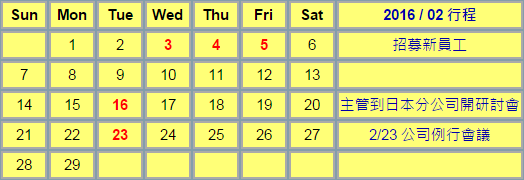 Sun Mon Tue Wed Thu Fri Sat 2016 / 02 行程
1 2 3 4 5 6 招募新員工
7 8 9 10 11 12 13
14 15 16 17 18 19 20 主管到日本分公司開研討會
21 22 23 24 25 26 27 2/23 公司例行會議
28 29